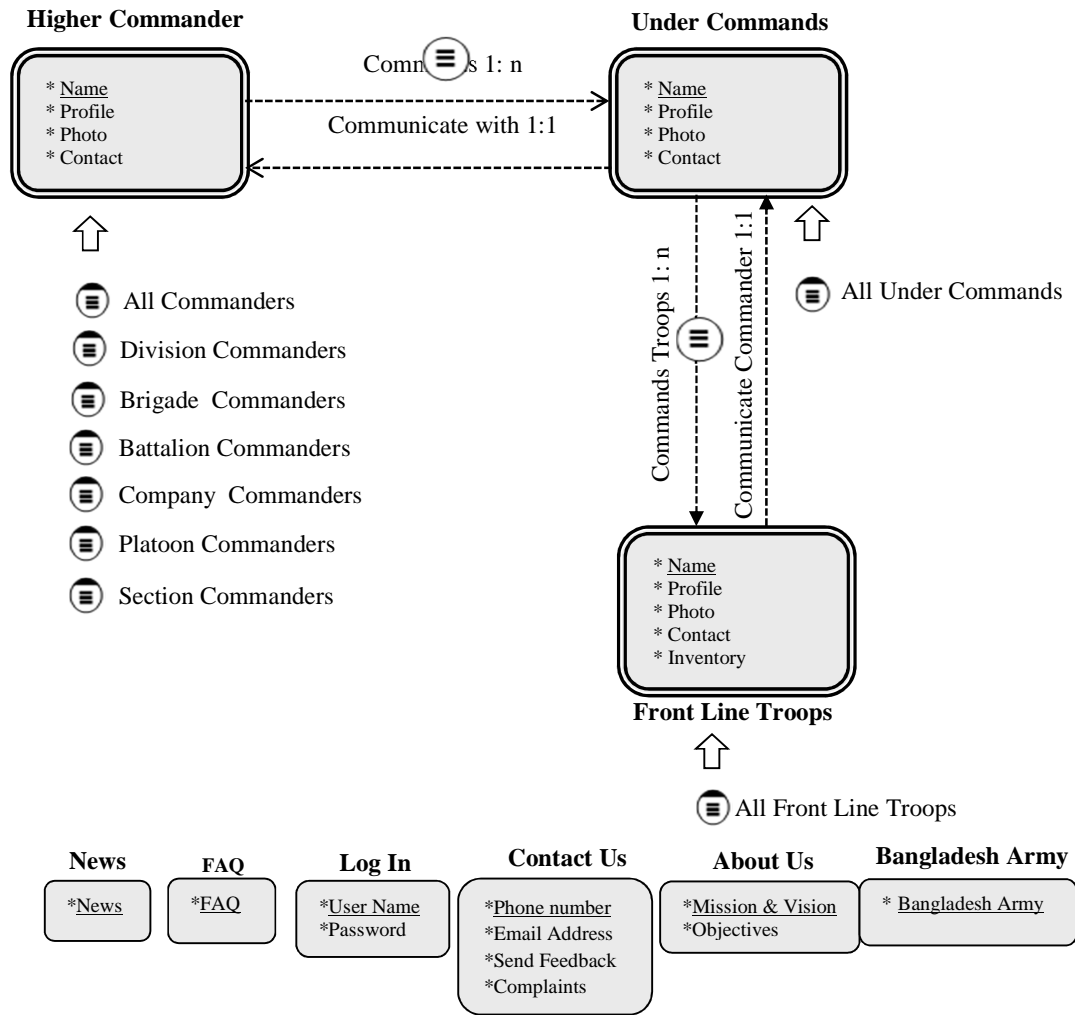 Higher Commander
Under Commands
* Name
* Profile
* Photo
* Contact
1: n
Communicate with 1:1
* Name
* Profile
* Photo
* Contact
Commands Troops 1: n
Communicate Commander 1:1
All Commanders
Division Commanders
Brigade Commanders
Battalion Commanders
Company Commanders
Platoon Commanders
Section Commanders
All Under Commands
* Name
* Profile
* Photo
* Contact
* Inventory
Front Line Troops
All Front Line Troops
News
*News
FAQ
*FAQ
Log In
*User Name
*Password
Contact Us
*Phone number
*Email Address
*Send Feedback
*Complaints
About Us
*Mission & Vision
*Objectives
Bangladesh Army
* Bangladesh Army